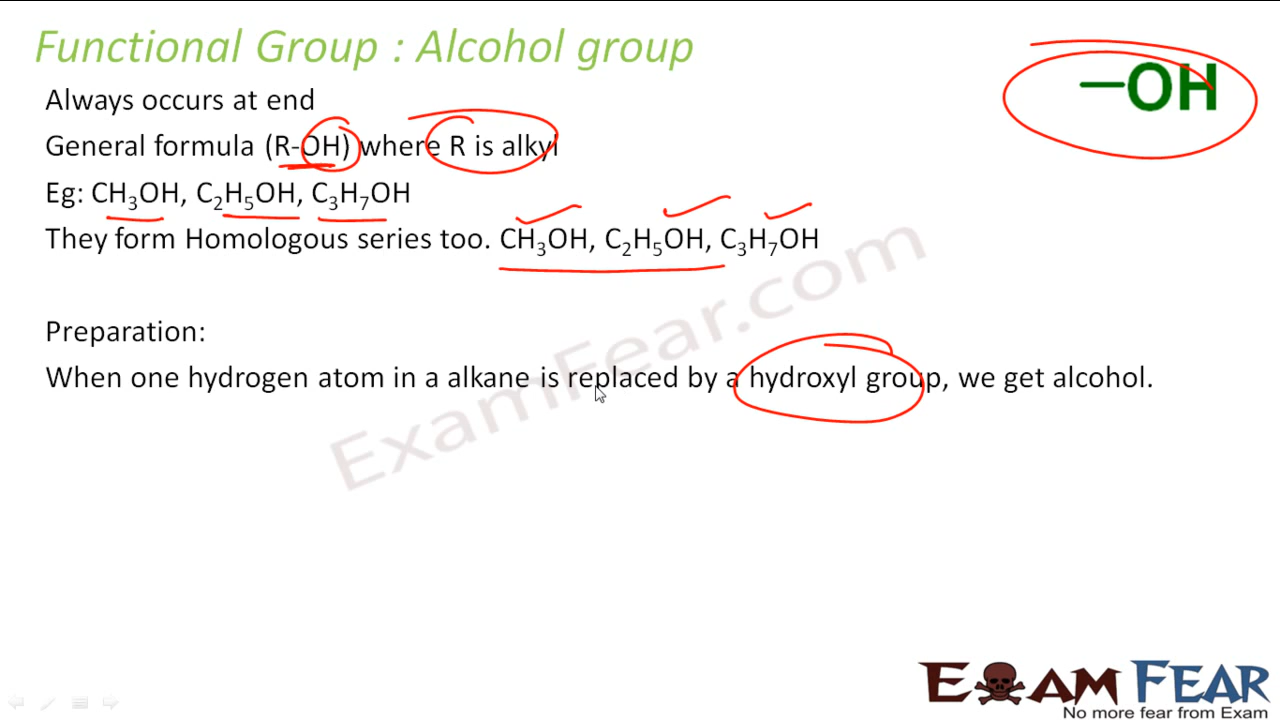 Functional Group : Alcohol group
—OH
Always occurs at end
General formula (R-OH) where R is alkyl
Eg: CH₃OH, C₂H₅OH, C₃H₇OH
They form Homologous series too. CH₃OH, C₂H₅OH, C₃H₇OH
Preparation:
When one hydrogen atom in a alkane is replaced by a hydroxyl group, we get alcohol.
ExamFear.com
EXAM FEAR
No more fear from Exam